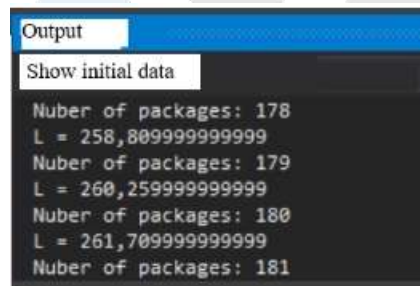 Output
Show initial data
Nuber of packages: 178
L = 258,809999999999
Nuber of packages: 179
L = 260,259999999999
Nuber of packages: 180
L = 261,709999999999
Nuber of packages: 181